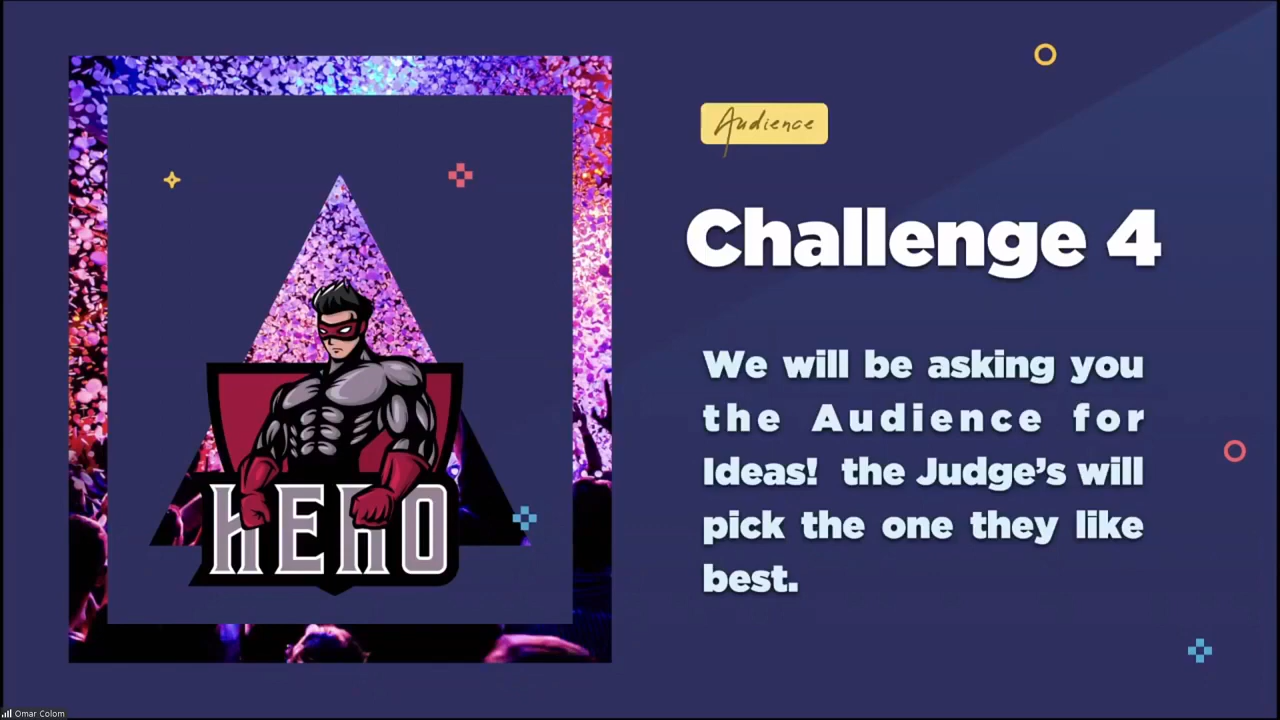 Audience
Challenge 4
We will be asking you
the Audience for
Ideas! the Judge's will
pick the one they like
best.
HERO
Omar Colom